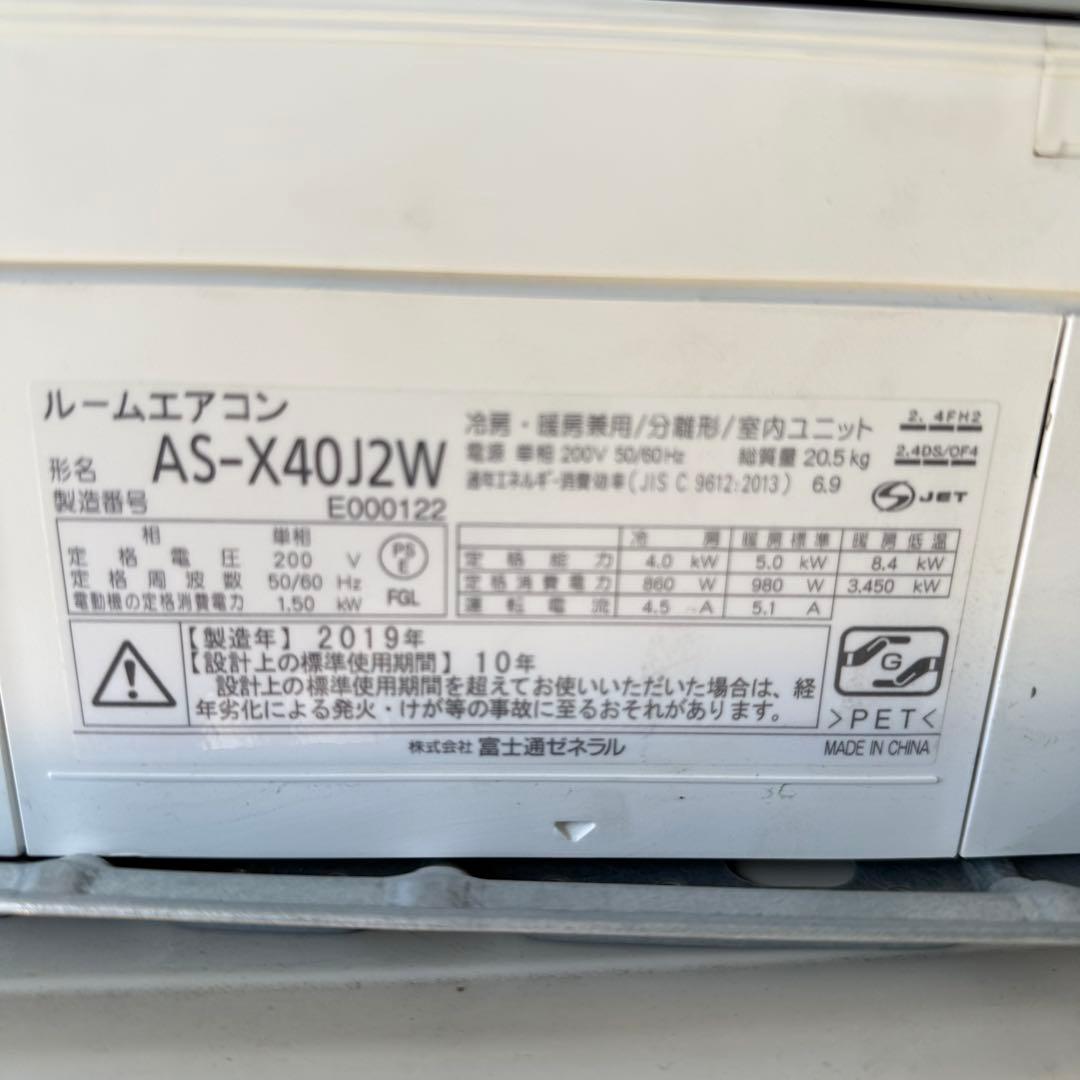 ルームエアコン
形名 AS-X40J2W
製造番号 E000122
冷房・暖房兼用/分離形/室内ユニット
電源 単相 200V 50/60Hz 総質量 20.5kg
通年エネルギー消費効率(JIS C 9612:2013) 6.9
2.4FH2
2.4DS/OF4
JET
相 単相
定格電圧 200 V
定格周波数 50/60 Hz
電動機の定格消費電力 1.50 kW
PS
E
FGL
冷房 暖房標準 暖房低温
定格能力 4.0 kW 5.0 kW 8.4 kW
定格消費電力 860 W 980 W 3,450 kW
運転電流 4.5 A 5.1 A
【製造年】2019年
【設計上の標準使用期間】10年
設計上の標準使用期間を超えてお使いいただいた場合は、経
年劣化による発火・けが等の事故に至るおそれがあります。
G
>PET<
株式会社 富士通ゼネラル
MADE IN CHINA